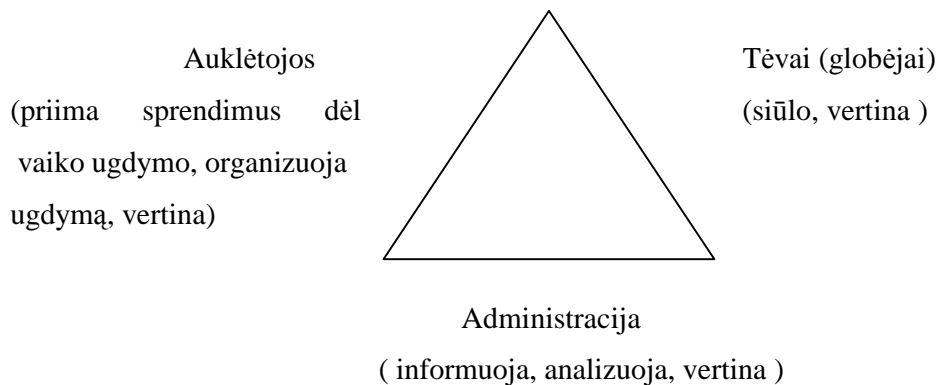 Auklėtojos
(priima sprendimus dėl
vaiko ugdymo, organizuoja
ugdymą, vertina)
Tėvai (globėjai)
(siūlo, vertina )
Administracija
( informuoja, analizuoja, vertina )